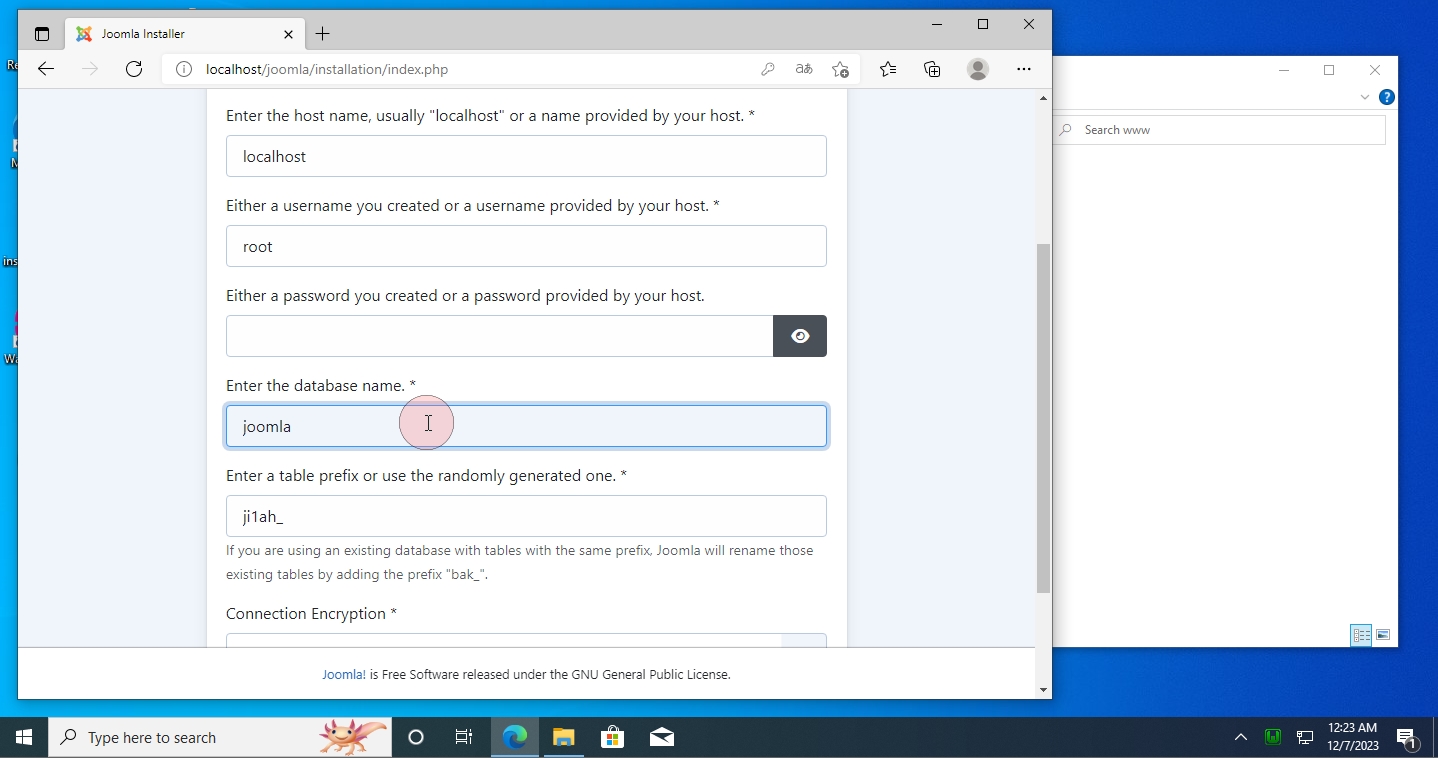 Joomla Installer
localhost/joomla/installation/index.php
Enter the host name, usually "localhost" or a name provided by your host. *
localhost
Either a username you created or a username provided by your host. *
root
Either a password you created or a password provided by your host.
Enter the database name. *
joomla
Enter a table prefix or use the randomly generated one. *
ji1ah_
If you are using an existing database with tables with the same prefix, Joomla will rename those
existing tables by adding the prefix "bak_".
Connection Encryption *
Joomla! is Free Software released under the GNU General Public License.
Search www
Re
M
ins
Wa
Type here to search
12:23 AM
12/7/2023
1